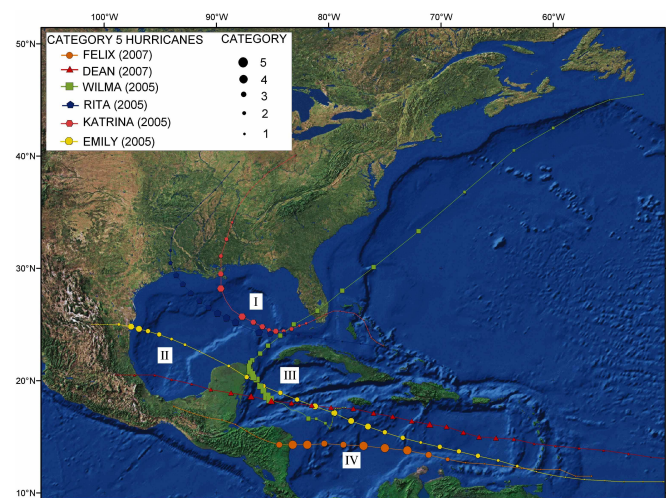 100°W 90°W 80°W 70°W 60°W
50°N
40°N
30°N
20°N
10°N
CATEGORY 5 HURRICANES
FELIX (2007)
DEAN (2007)
WILMA (2005)
RITA (2005)
KATRINA (2005)
EMILY (2005)
CATEGORY
5
4
3
2
1
I
II
III
IV